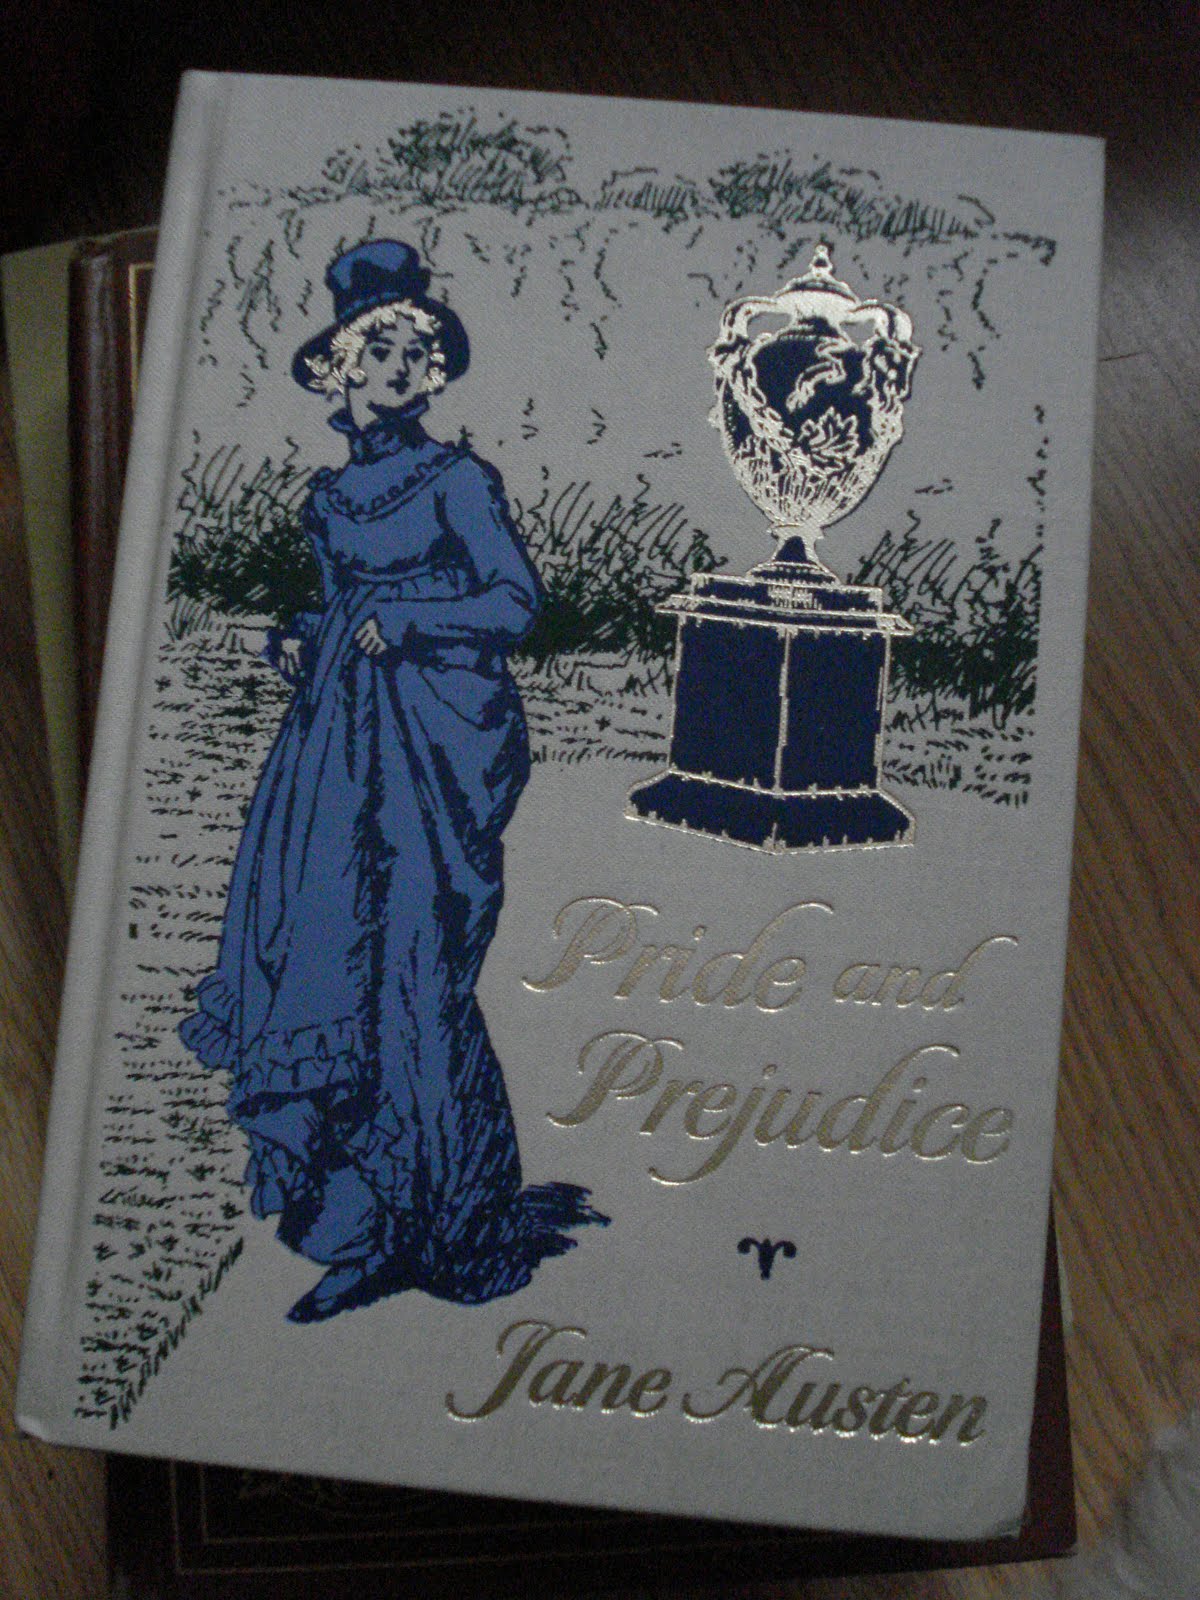 Pride and
Prejudice
Jane Austen